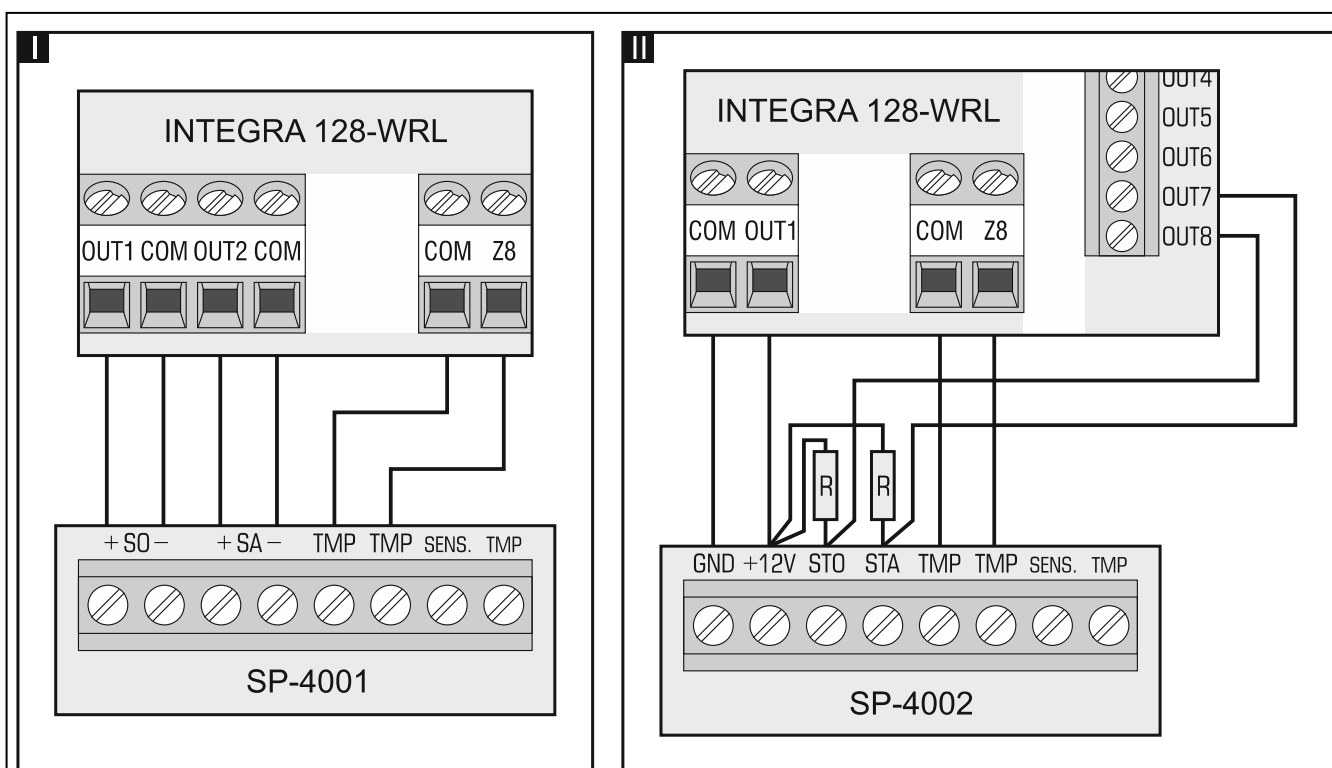 I
INTEGRA 128-WRL
OUT1 COM OUT2 COM
COM Z8
+ SO − + SA − TMP TMP SENS. TMP
SP-4001
II
INTEGRA 128-WRL
OUT4
OUT5
OUT6
OUT7
OUT8
COM OUT1
COM Z8
R R
GND +12V STO STA TMP TMP SENS. TMP
SP-4002